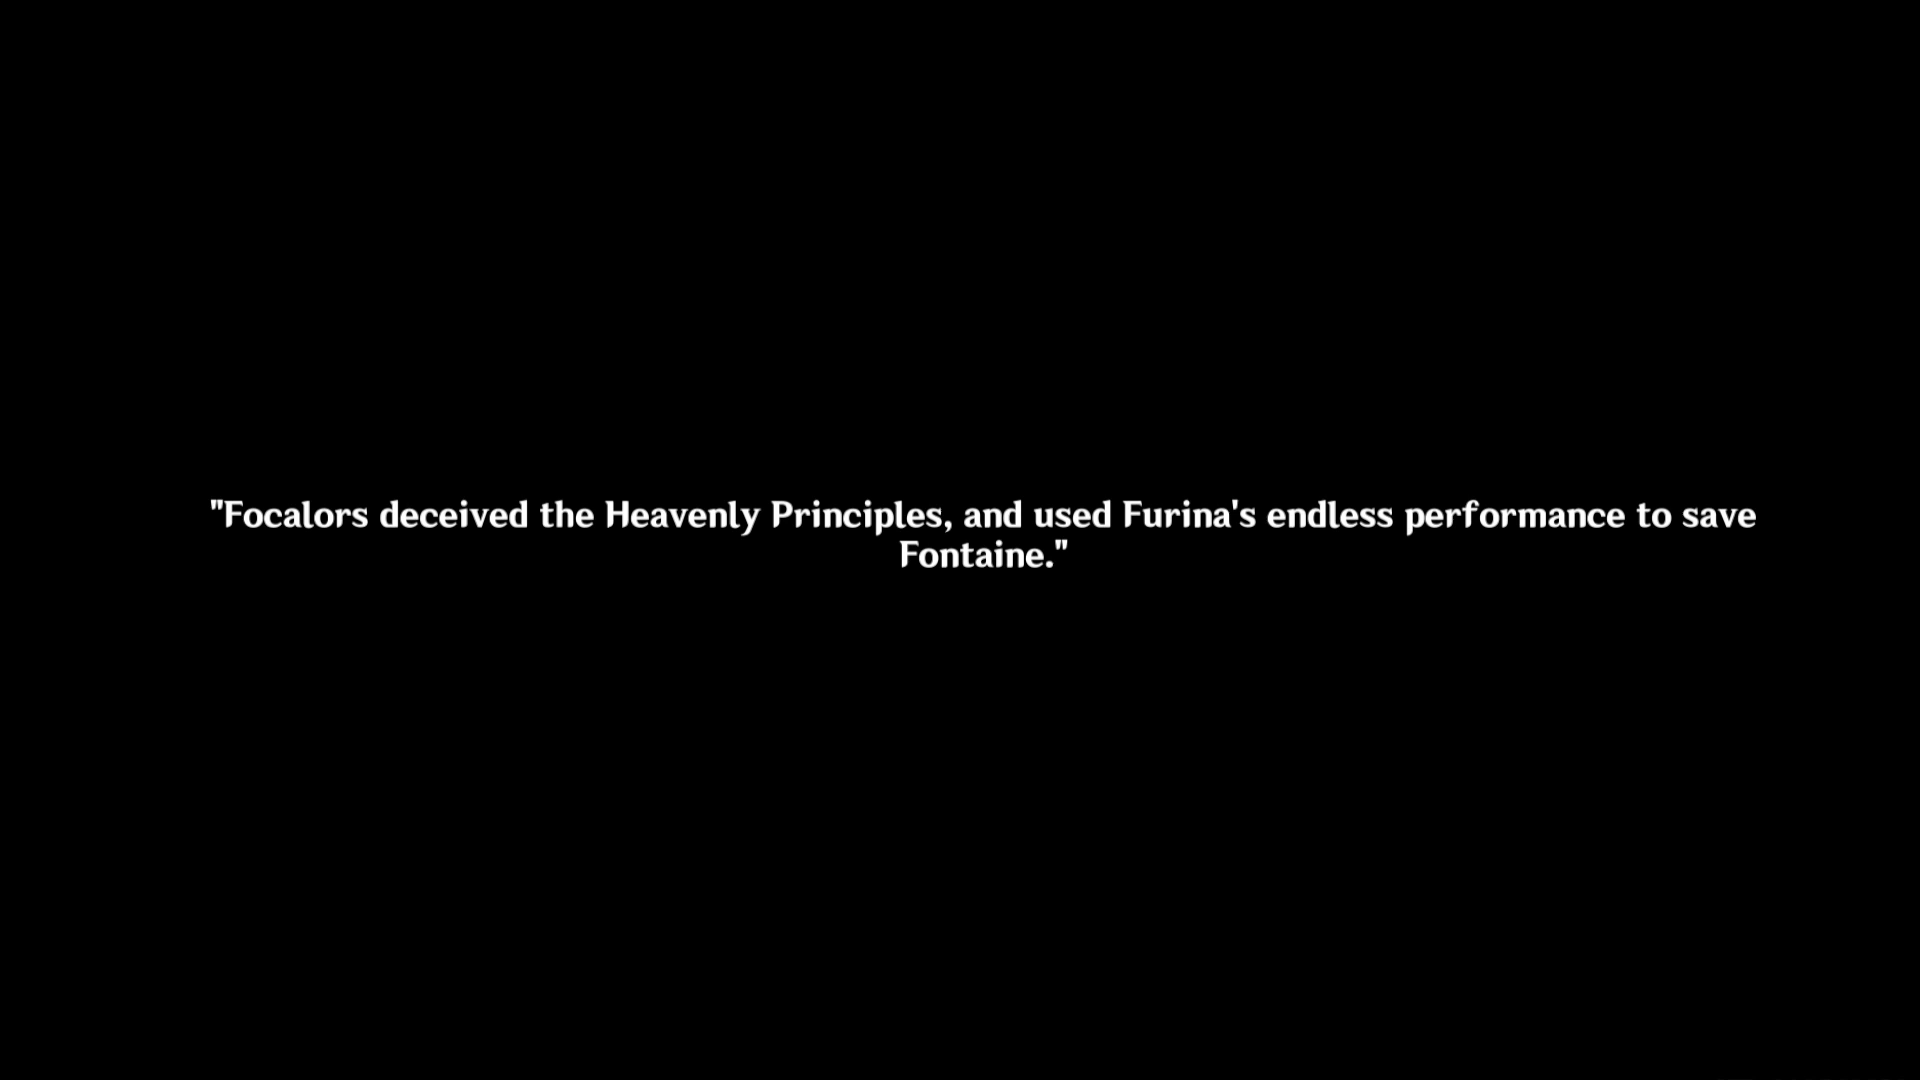 "Focalors deceived the Heavenly Principles, and used Furina's endless performance to save
Fontaine."